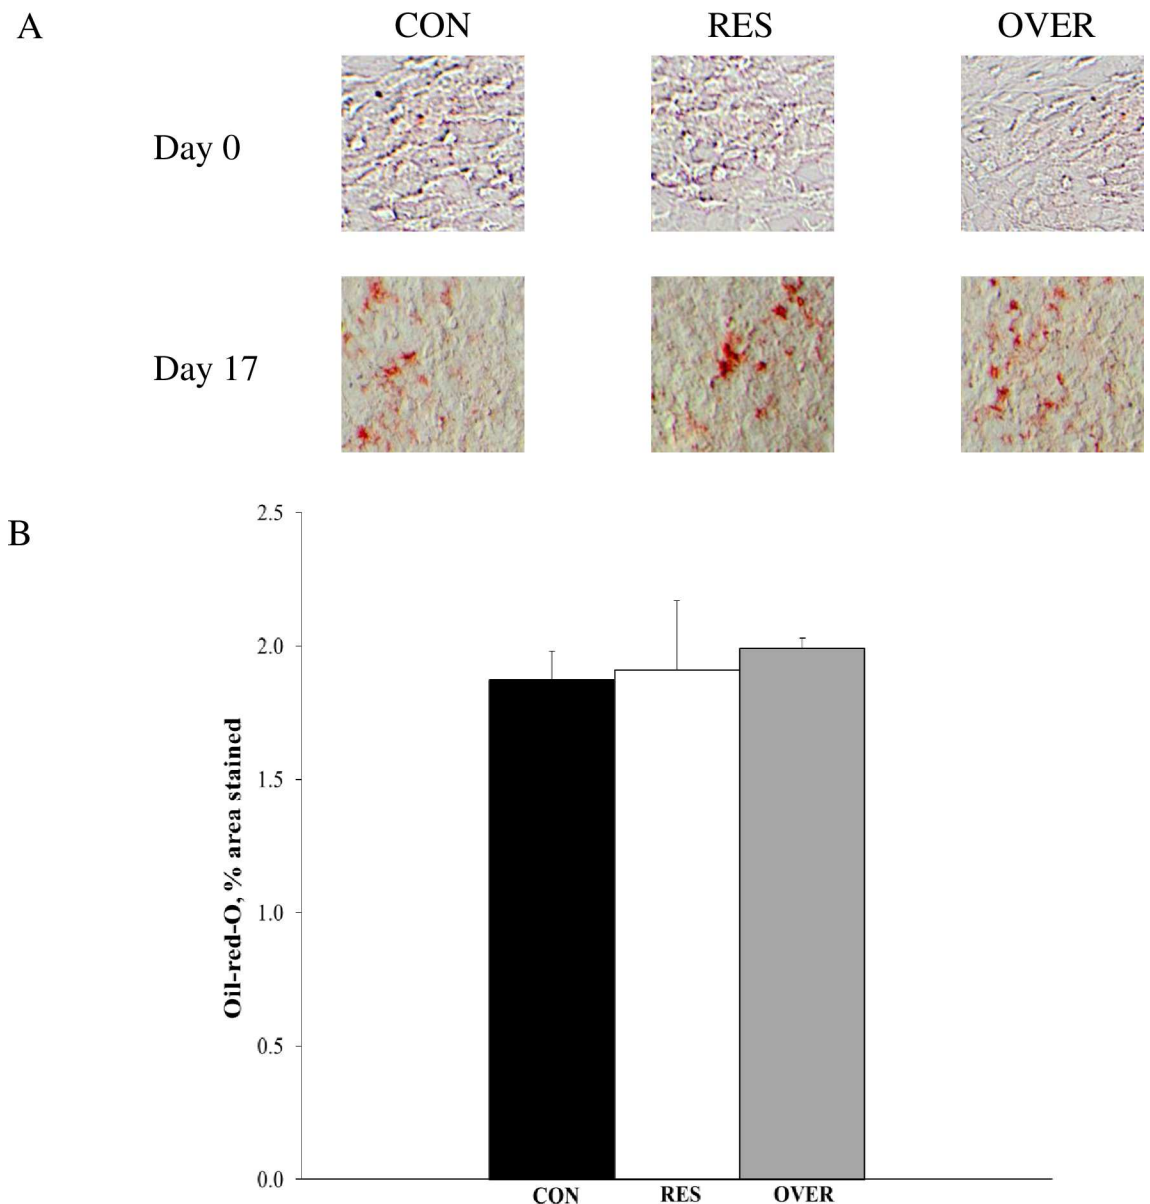 A
CON RES OVER
Day 0
Day 17
B
2.5
2.0
1.5
1.0
0.5
0.0
Oil-red-O, % area stained
CON RES OVER